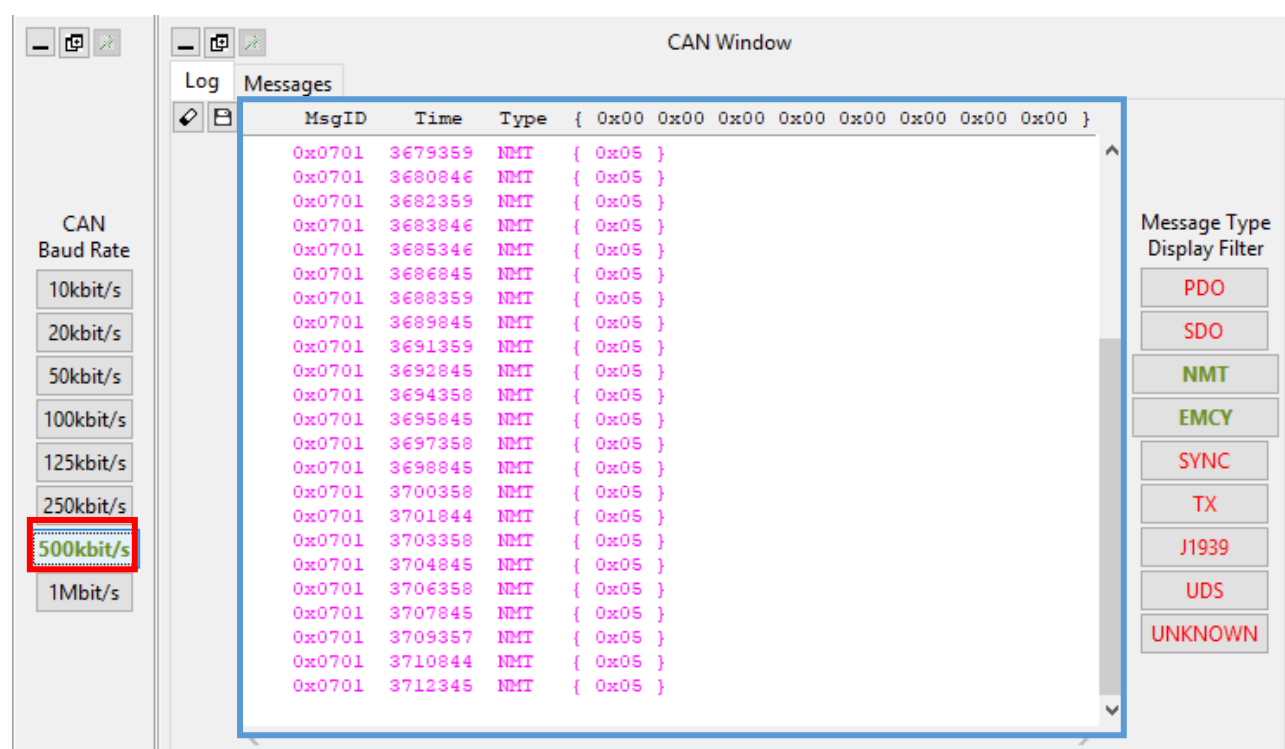 CAN Window
Log Messages
MsgID Time Type { 0x00 0x00 0x00 0x00 0x00 0x00 0x00 0x00 }
0x0701 3679359 NMT { 0x05 }
0x0701 3680846 NMT { 0x05 }
0x0701 3682359 NMT { 0x05 }
0x0701 3683846 NMT { 0x05 }
0x0701 3685346 NMT { 0x05 }
0x0701 3686845 NMT { 0x05 }
0x0701 3688359 NMT { 0x05 }
0x0701 3689845 NMT { 0x05 }
0x0701 3691359 NMT { 0x05 }
0x0701 3692845 NMT { 0x05 }
0x0701 3694358 NMT { 0x05 }
0x0701 3695845 NMT { 0x05 }
0x0701 3697358 NMT { 0x05 }
0x0701 3698845 NMT { 0x05 }
0x0701 3700358 NMT { 0x05 }
0x0701 3701844 NMT { 0x05 }
0x0701 3703358 NMT { 0x05 }
0x0701 3704845 NMT { 0x05 }
0x0701 3706358 NMT { 0x05 }
0x0701 3707845 NMT { 0x05 }
0x0701 3709357 NMT { 0x05 }
0x0701 3710844 NMT { 0x05 }
0x0701 3712345 NMT { 0x05 }
CAN
Baud Rate
10kbit/s
20kbit/s
50kbit/s
100kbit/s
125kbit/s
250kbit/s
500kbit/s
1Mbit/s
Message Type
Display Filter
PDO
SDO
NMT
EMCY
SYNC
TX
J1939
UDS
UNKNOWN